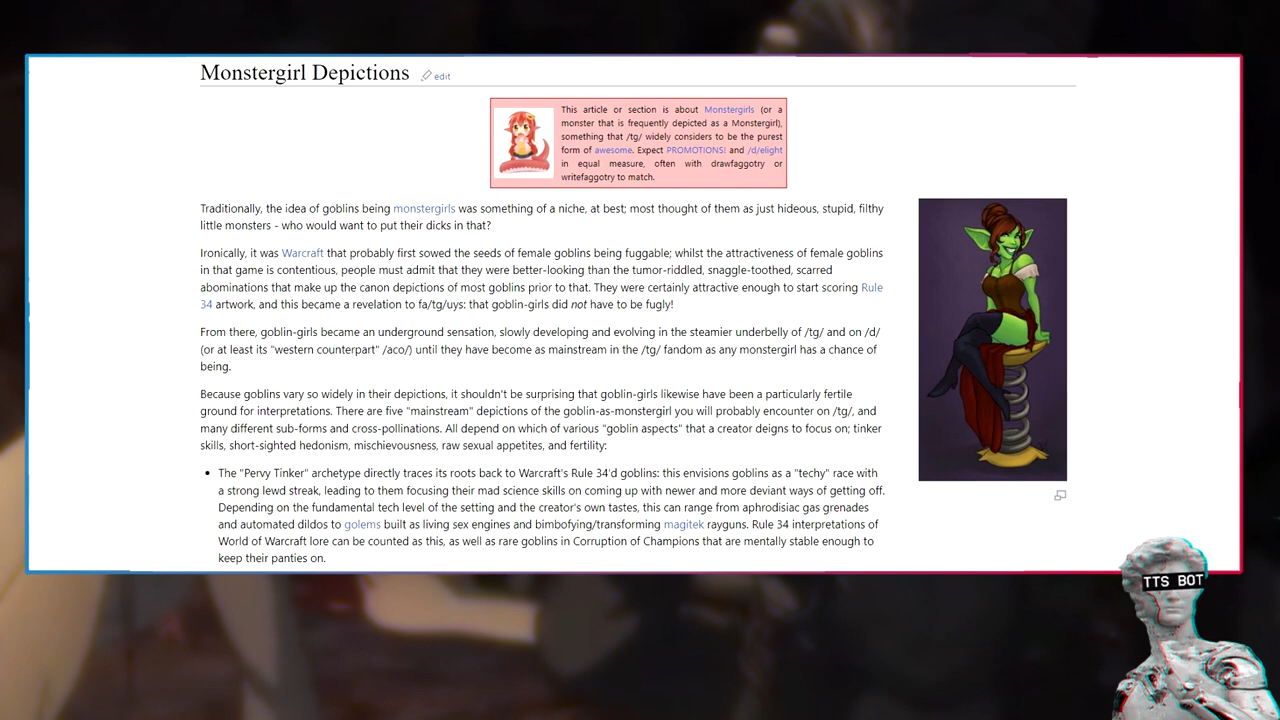 Monstergirl Depictions edit
This article or section is about Monstergirls (or a
monster that is frequently depicted as a Monstergirl),
something that /tg/ widely considers to be the purest
form of awesome. Expect PROMOTIONS! and /d/elight
in equal measure, often with drawfaggotry or
writefaggotry to match.
Traditionally, the idea of goblins being monstergirls was something of a niche, at best; most thought of them as just hideous, stupid, filthy
little monsters - who would want to put their dicks in that?
Ironically, it was Warcraft that probably first sowed the seeds of female goblins being fuggable; whilst the attractiveness of female goblins
in that game is contentious, people must admit that they were better-looking than the tumor-riddled, snaggle-toothed, scarred
abominations that make up the canon depictions of most goblins prior to that. They were certainly attractive enough to start scoring Rule
34 artwork, and this became a revelation to fa/tg/uys: that goblin-girls did not have to be fugly!
From there, goblin-girls became an underground sensation, slowly developing and evolving in the steamier underbelly of /tg/ and on /d/
(or at least its "western counterpart" /aco/) until they have become as mainstream in the /tg/ fandom as any monstergirl has a chance of
being.
Because goblins vary so widely in their depictions, it shouldn't be surprising that goblin-girls likewise have been a particularly fertile
ground for interpretations. There are five "mainstream" depictions of the goblin-as-monstergirl you will probably encounter on /tg/, and
many different sub-forms and cross-pollinations. All depend on which of various "goblin aspects" that a creator deigns to focus on; tinker
skills, short-sighted hedonism, mischievousness, raw sexual appetites, and fertility:
• The "Pervy Tinker" archetype directly traces its roots back to Warcraft's Rule 34'd goblins: this envisions goblins as a "techy" race with
a strong lewd streak, leading to them focusing their mad science skills on coming up with newer and more deviant ways of getting off.
Depending on the fundamental tech level of the setting and the creator's own tastes, this can range from aphrodisiac gas grenades
and automated dildos to golems built as living sex engines and bimbofying/transforming magitek rayguns. Rule 34 interpretations of
World of Warcraft lore can be counted as this, as well as rare goblins in Corruption of Champions that are mentally stable enough to
keep their panties on.
TTS BOT